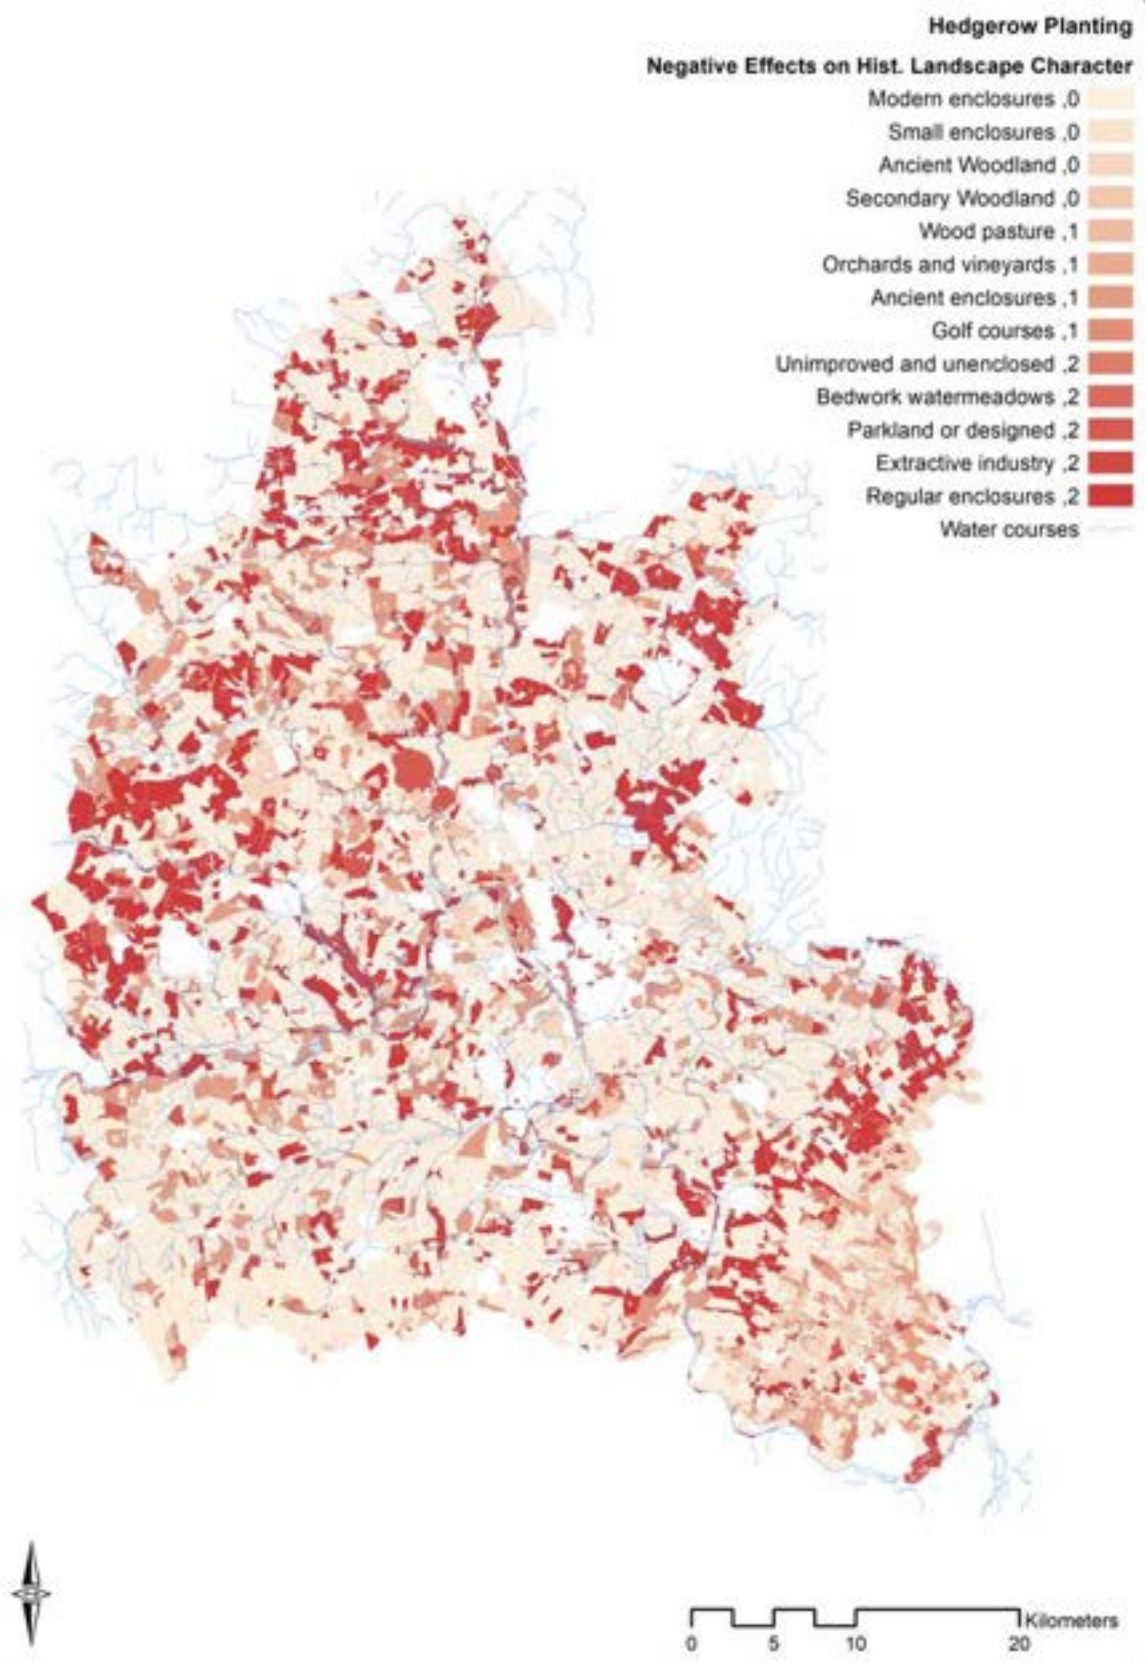 Hedgerow Planting
Negative Effects on Hist. Landscape Character
Modern enclosures ,0
Small enclosures ,0
Ancient Woodland ,0
Secondary Woodland ,0
Wood pasture ,1
Orchards and vineyards ,1
Ancient enclosures ,1
Golf courses ,1
Unimproved and unenclosed ,2
Bedwork watermeadows ,2
Parkland or designed ,2
Extractive industry ,2
Regular enclosures ,2
Water courses
Kilometers
0 5 10 20